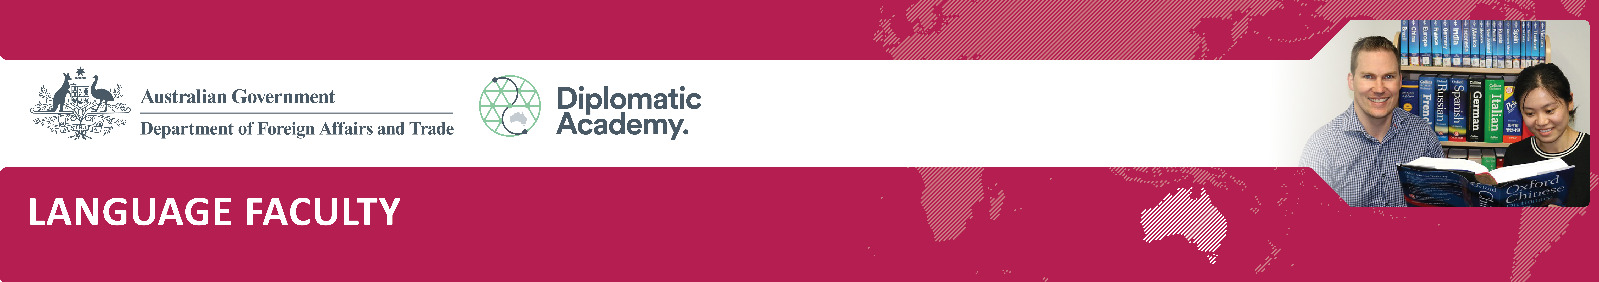 Australian Government
Department of Foreign Affairs and Trade
Diplomatic
Academy.
LANGUAGE FACULTY
Russian
Spanish
German
Italian
Oxford
Chinese